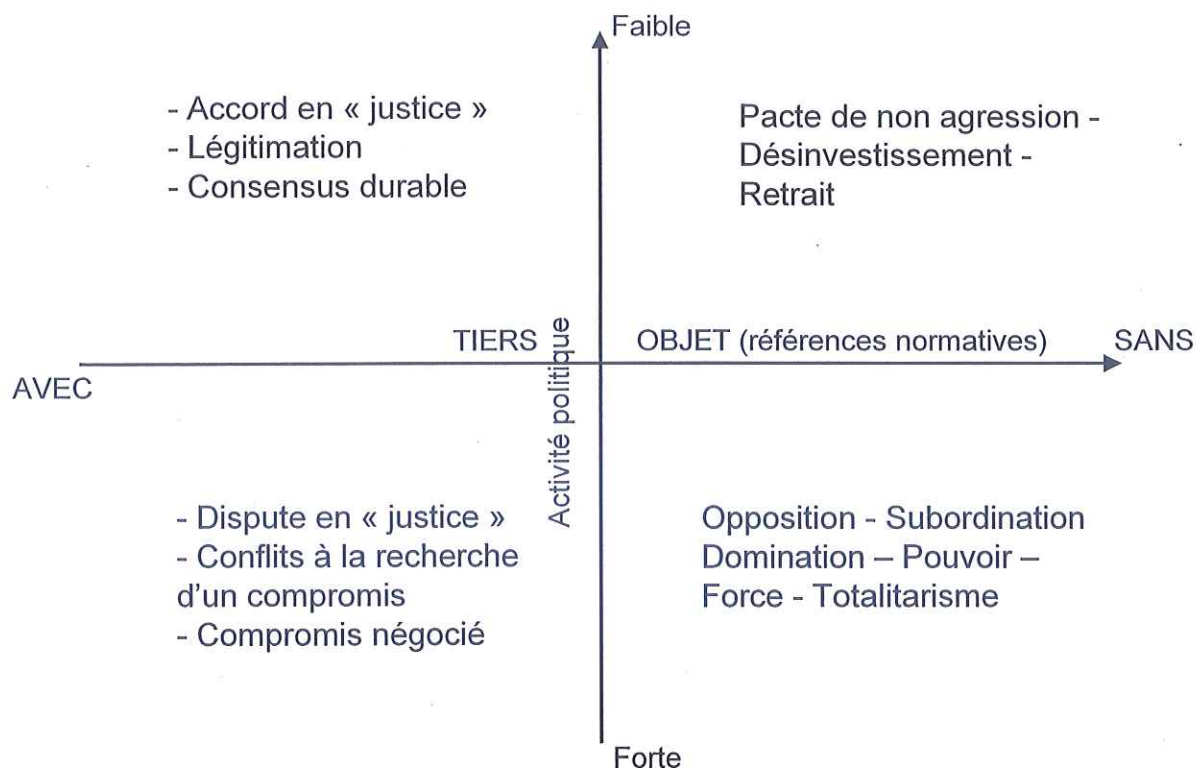 Faible
- Accord en « justice »
- Légitimation
- Consensus durable
Pacte de non agression -
Désinvestissement -
Retrait
TIERS
OBJET (références normatives)
SANS
AVEC
Activité politique
- Dispute en « justice »
- Conflits à la recherche
d'un compromis
- Compromis négocié
Opposition - Subordination
Domination – Pouvoir –
Force - Totalitarisme
Forte